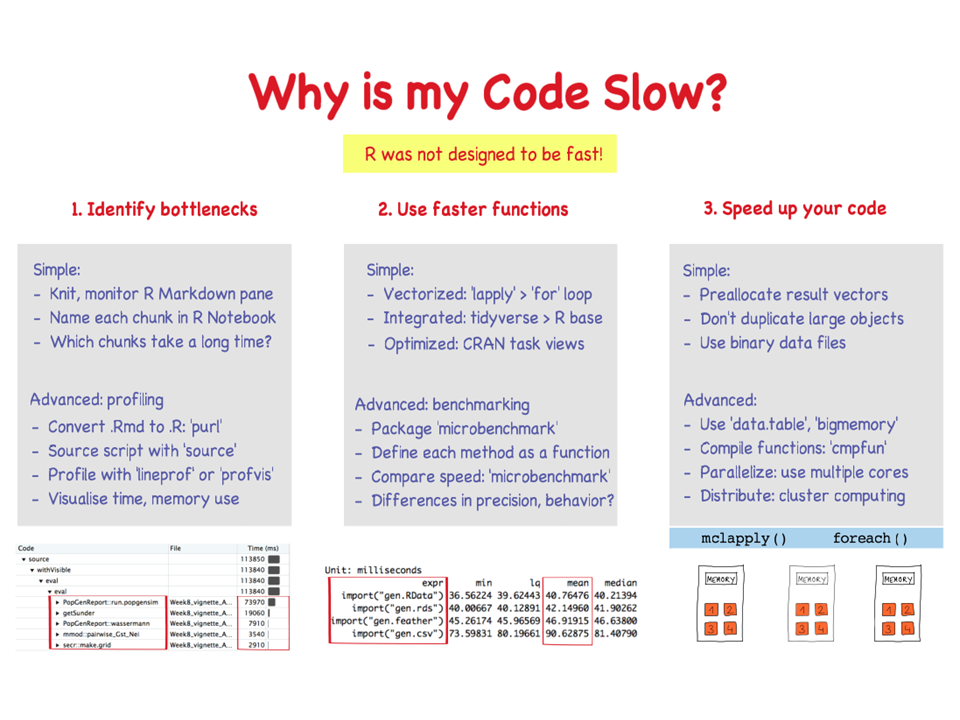 Why is my Code Slow?
R was not designed to be fast!
1. Identify bottlenecks
Simple:
- Knit, monitor R Markdown pane
- Name each chunk in R Notebook
- Which chunks take a long time?
Advanced: profiling
- Convert .Rmd to .R: 'purl'
- Source script with 'source'
- Profile with 'lineprof' or 'profvis'
- Visualise time, memory use
Code File Time (ms)
source 113850
withVisible 113840
eval 113840
eval 113840
PopGenReport::run.popgensim Week8_vignette_A... 73970
getSunder Week8_vignette_A... 19060
PopGenReport::wassermann Week8_vignette_A... 7910
mmod::pairwise_Gst_Nei Week8_vignette_A... 3540
secr::make.grid Week8_vignette_A... 2910
2. Use faster functions
Simple:
- Vectorized: 'lapply' > 'for' loop
- Integrated: tidyverse > R base
- Optimized: CRAN task views
Advanced: benchmarking
- Package 'microbenchmark'
- Define each method as a function
- Compare speed: 'microbenchmark'
- Differences in precision, behavior?
Unit: milliseconds
expr min lq mean median
import("gen.RData") 36.56224 39.62443 40.76476 40.21394
import("gen.rds") 40.00667 40.12891 42.14960 41.90262
import("gen.feather") 45.26174 45.96569 46.91915 46.63800
import("gen.csv") 73.59831 80.19661 90.62875 81.40790
3. Speed up your code
Simple:
- Preallocate result vectors
- Don't duplicate large objects
- Use binary data files
Advanced:
- Use 'data.table', 'bigmemory'
- Compile functions: 'cmpfun'
- Parallelize: use multiple cores
- Distribute: cluster computing
mclapply() foreach()
MEMORY MEMORY MEMORY
1 2 1 2 1 2
3 4 3 4 3 4